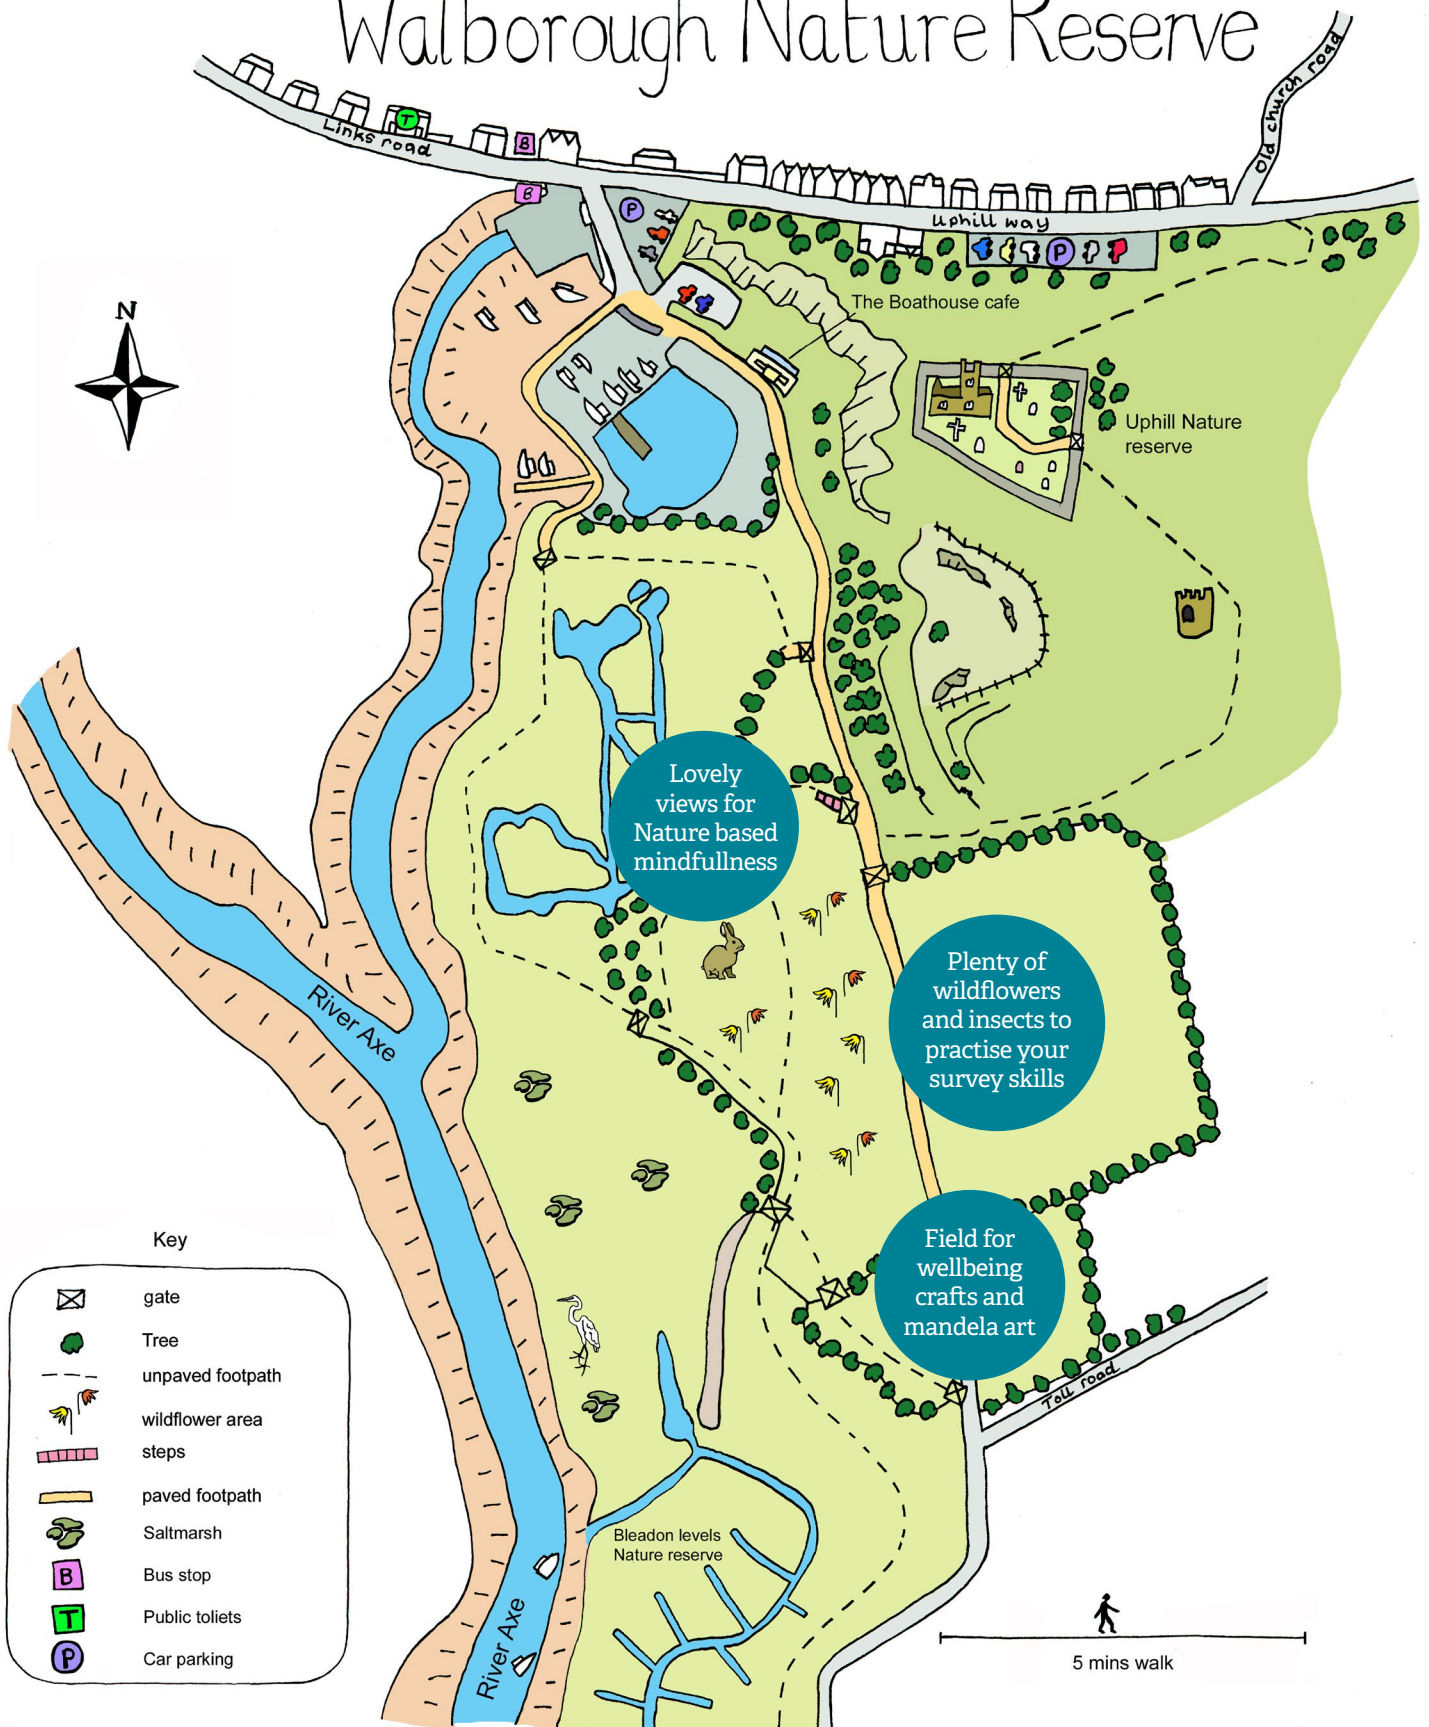 Walborough Nature Reserve
Old church road
Links road
T
B
B
P
uphill way
P
N
The Boathouse cafe
Uphill Nature
reserve
Lovely
views for
Nature based
mindfullness
Plenty of
wildflowers
and insects to
practise your
survey skills
River Axe
Field for
wellbeing
crafts and
mandela art
Toll road
Key
gate
Tree
unpaved footpath
wildflower area
steps
paved footpath
Saltmarsh
B Bus stop
T Public toliets
P Car parking
Bleadon levels
Nature reserve
River Axe
5 mins walk